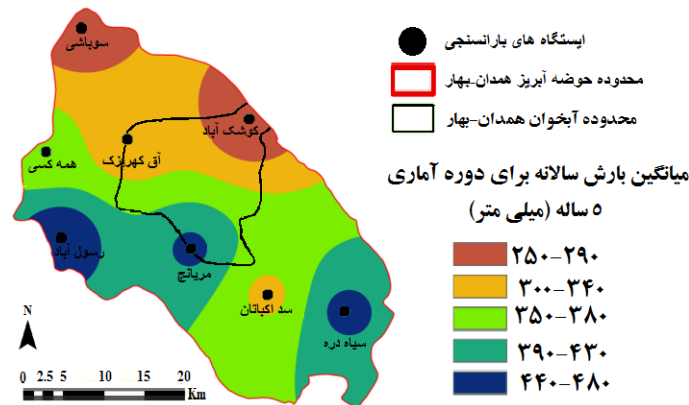 سوباشی
کوشک آباد
آق کهریزک
همه کسی
رسول آباد
مریانج
سد اکباتان
سیاه دره
N
0 2.5 5 10 15 20
Km
ایستگاه های بارانسنجی
محدوده حوضه آبریز همدان-بهار
محدوده آبخوان همدان-بهار
میانگین بارش سالانه برای دوره آماری
۵ ساله (میلی متر)
۲۵۰-۲۹۰
۳۰۰-۳۴۰
۳۵۰-۳۸۰
۳۹۰-۴۳۰
۴۴۰-۴۸۰